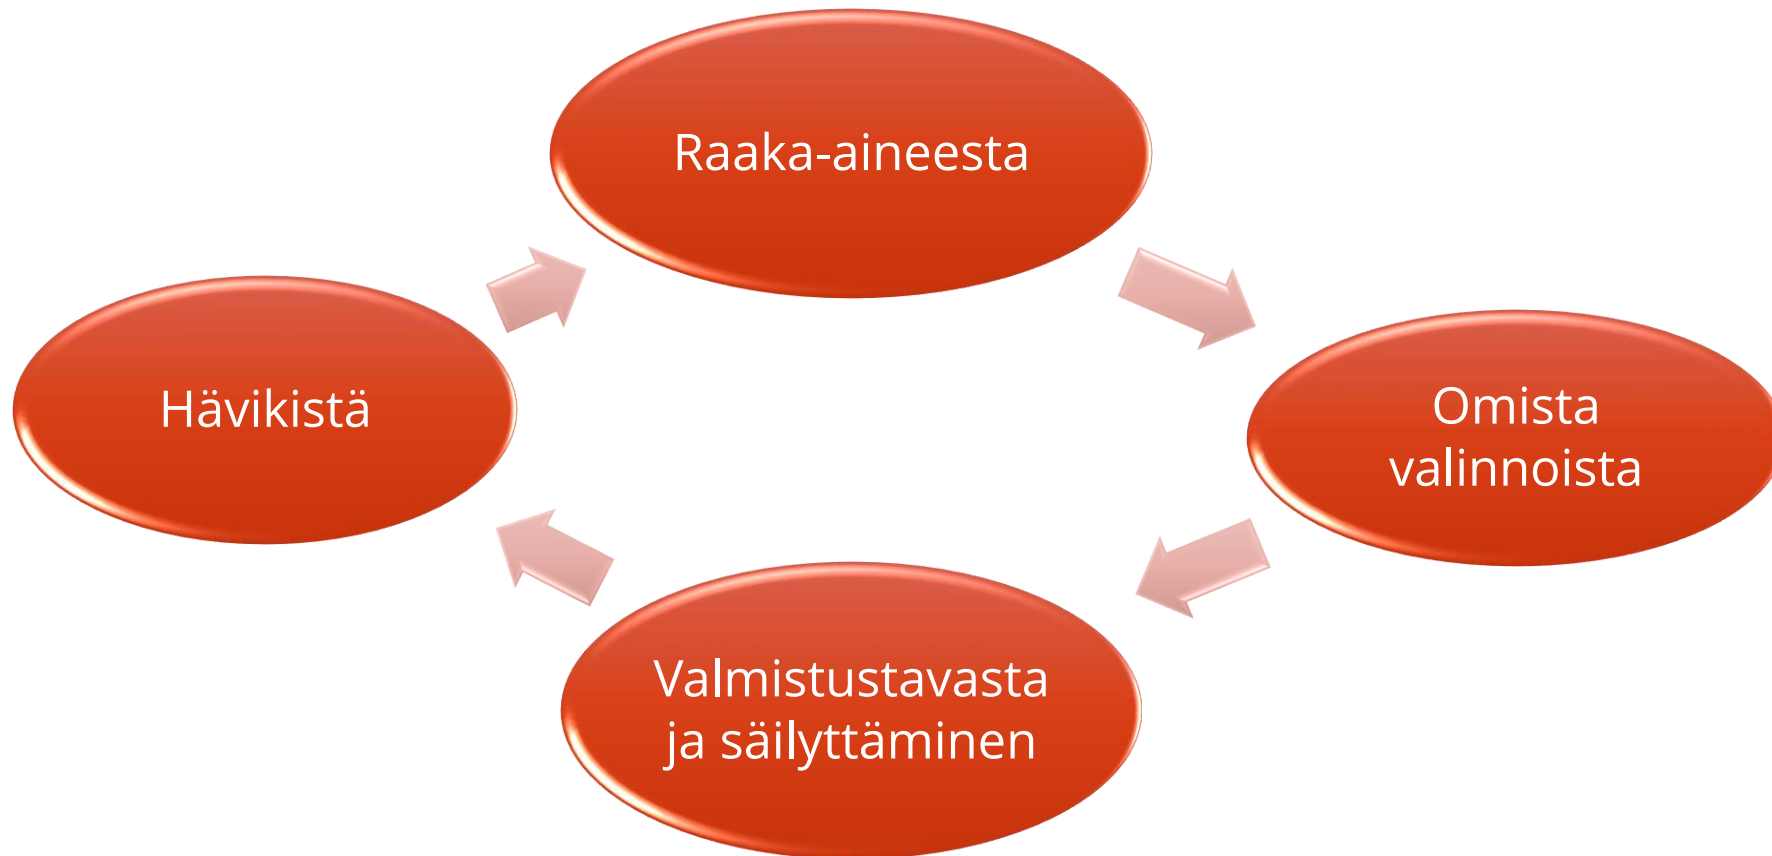 Raaka-aineesta
Omista
valinnoista
Valmistustavasta
ja säilyttäminen
Hävikistä